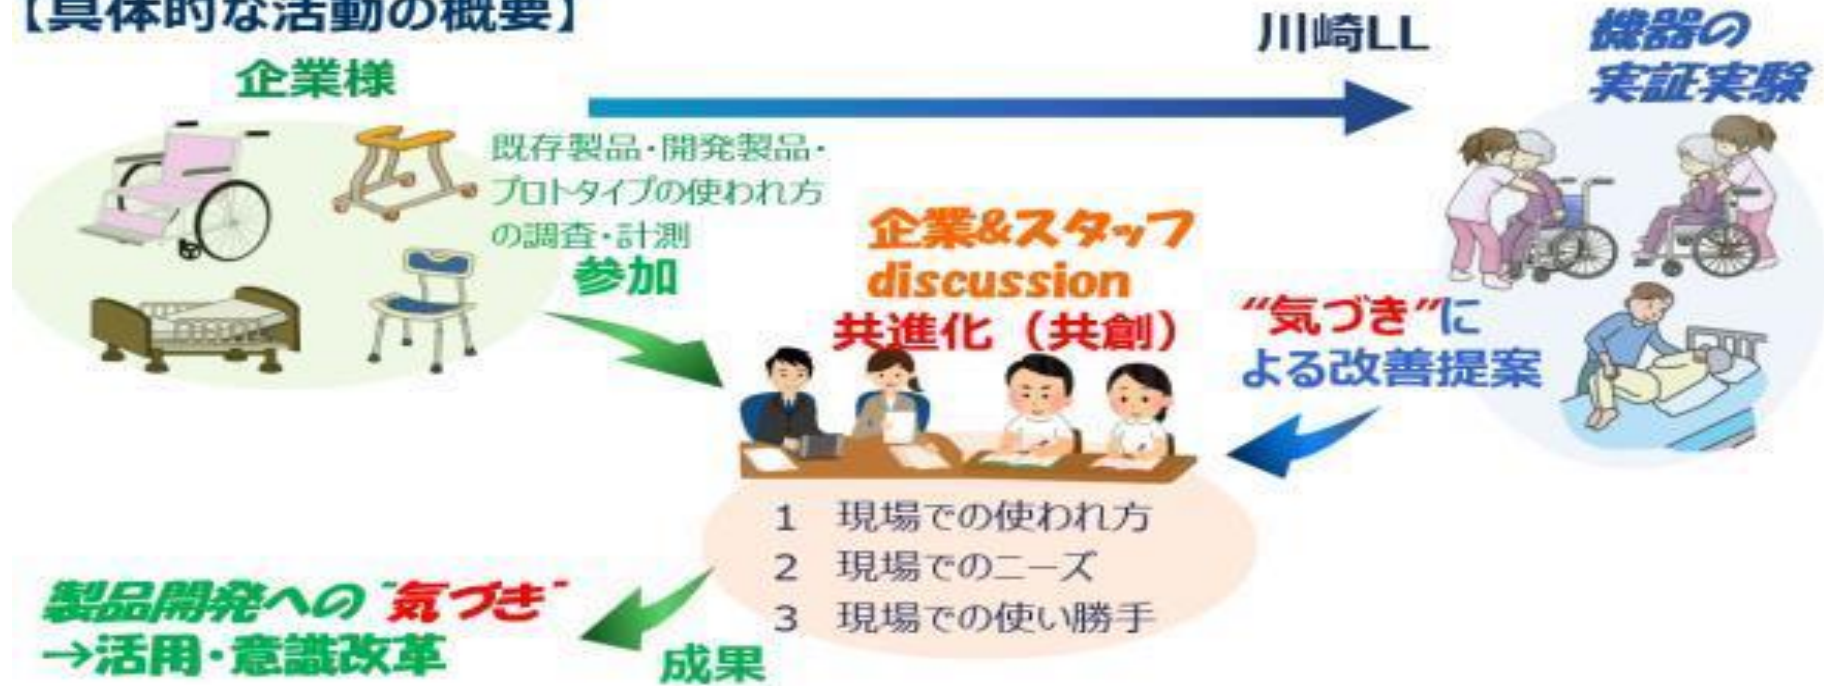 【具体的な活動の概要】
企業様
川崎LL
機器の
実証実験
既存製品・開発製品・
プロトタイプの使われ方
の調査・計測
参加
企業&スタッフ
discussion
共進化（共創）
“気づき”に
よる改善提案
1 現場での使われ方
2 現場でのニーズ
3 現場での使い勝手
製品開発への“気づき”
→活用・意識改革
成果